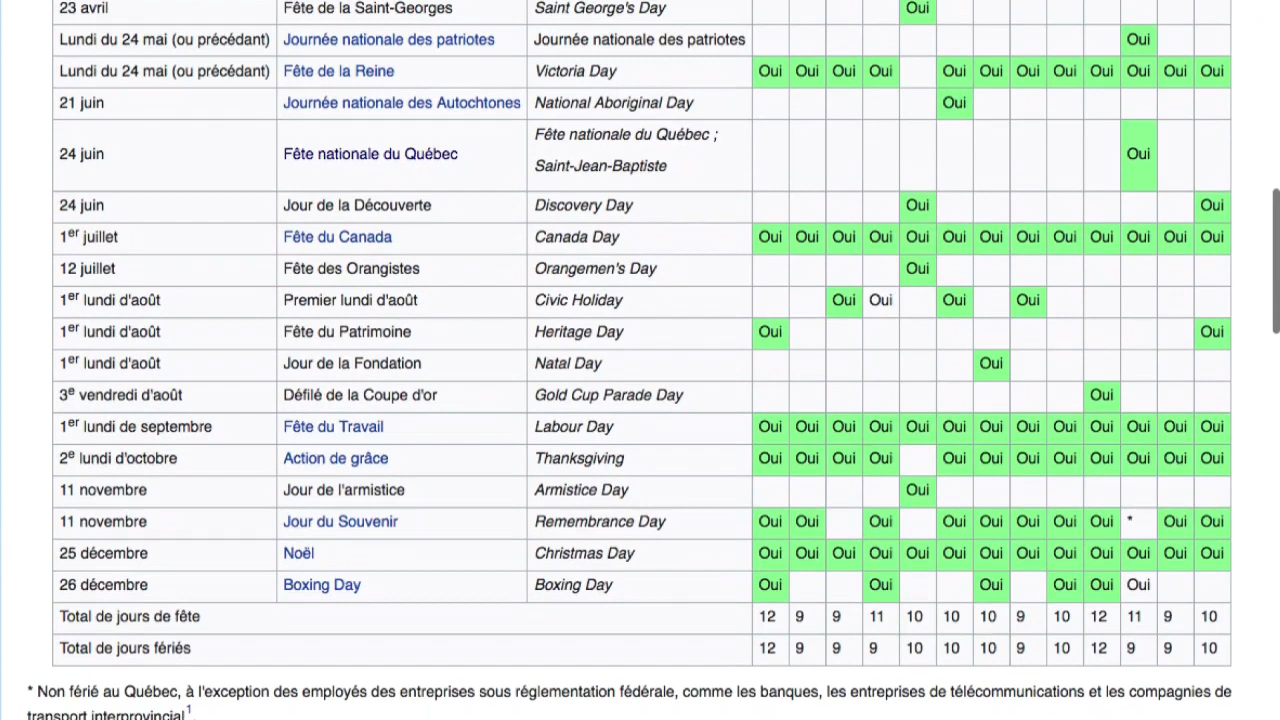 23 avril Fête de la Saint-Georges Saint George's Day Oui
Lundi du 24 mai (ou précédant) Journée nationale des patriotes Journée nationale des patriotes Oui
Lundi du 24 mai (ou précédant) Fête de la Reine Victoria Day Oui Oui Oui Oui Oui Oui Oui Oui Oui Oui Oui Oui
21 juin Journée nationale des Autochtones National Aboriginal Day Oui
24 juin Fête nationale du Québec Fête nationale du Québec ; Oui
Saint-Jean-Baptiste
24 juin Jour de la Découverte Discovery Day Oui Oui
1er juillet Fête du Canada Canada Day Oui Oui Oui Oui Oui Oui Oui Oui Oui Oui Oui Oui Oui
12 juillet Fête des Orangistes Orangemen's Day Oui
1er lundi d'août Premier lundi d'août Civic Holiday Oui Oui Oui Oui
1er lundi d'août Fête du Patrimoine Heritage Day Oui Oui
1er lundi d'août Jour de la Fondation Natal Day Oui
3e vendredi d'août Défilé de la Coupe d'or Gold Cup Parade Day Oui
1er lundi de septembre Fête du Travail Labour Day Oui Oui Oui Oui Oui Oui Oui Oui Oui Oui Oui Oui Oui
2e lundi d'octobre Action de grâce Thanksgiving Oui Oui Oui Oui Oui Oui Oui Oui Oui Oui Oui Oui
11 novembre Jour de l'armistice Armistice Day Oui
11 novembre Jour du Souvenir Remembrance Day Oui Oui Oui Oui Oui Oui Oui Oui * Oui Oui
25 décembre Noël Christmas Day Oui Oui Oui Oui Oui Oui Oui Oui Oui Oui Oui Oui Oui
26 décembre Boxing Day Boxing Day Oui Oui Oui Oui Oui Oui
Total de jours de fête 12 9 9 11 10 10 10 9 10 12 11 9 10
Total de jours fériés 12 9 9 9 10 10 10 9 10 12 9 9 10
* Non férié au Québec, à l'exception des employés des entreprises sous réglementation fédérale, comme les banques, les entreprises de télécommunications et les compagnies de
transport interprovincial1.